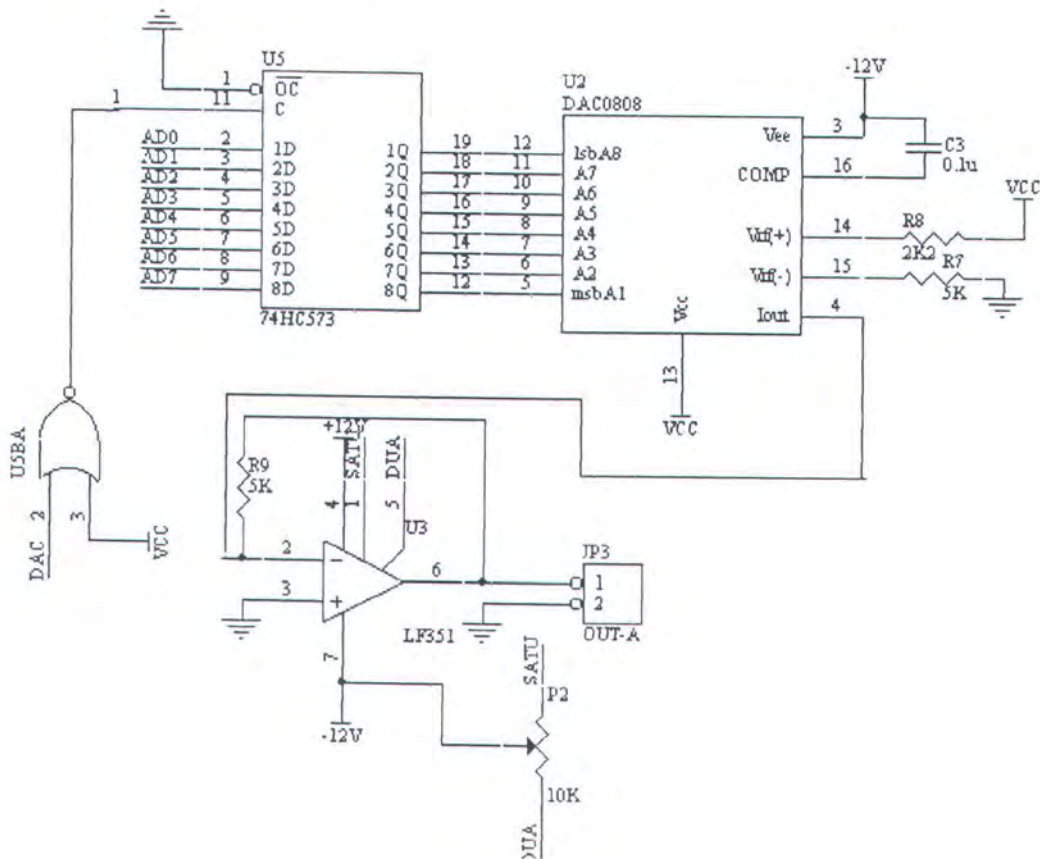 U5
1
OC
1
11
C
AD0 2 1D
AD1 3 2D
AD2 4 3D
AD3 5 4D
AD4 6 5D
AD5 7 6D
AD6 8 7D
AD7 9 8D
1Q 19
2Q 18
3Q 17
4Q 16
5Q 15
6Q 14
7Q 13
8Q 12
74HC573
U2
DAC0808
12 lsbA8
11 A7
10 A6
9 A5
8 A4
7 A3
6 A2
5 msbA1
Vee 3
COMP 16
Vrf(+) 14
Vrf(-) 15
Iout 4
Vcc
13
VCC
-12V
C3
0.1u
VCC
R8
2K2
R7
5K
U5BA
2
3
DAC
VCC
R9
5K
+12V
SATU
DUA
4
1
5
U3
2
-
3
+
6
7
LF351
-12V
JP3
1
2
OUT-A
SATU
P2
10K
DUA